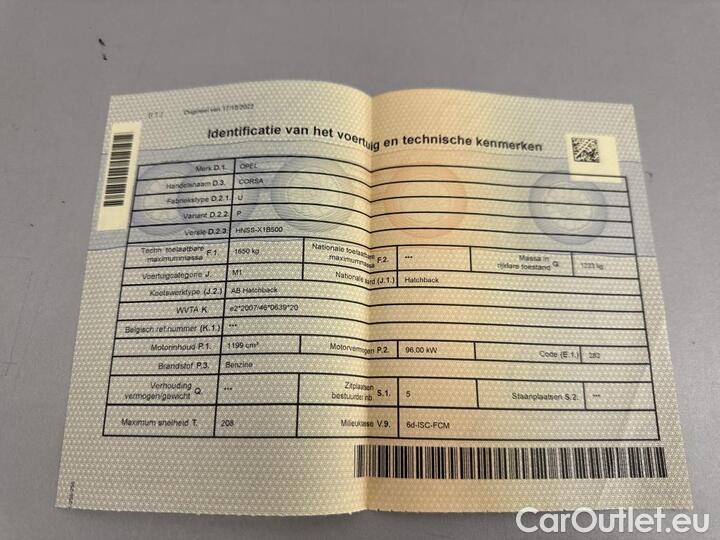 Origineel van 17/10/2022
Identificatie van het voertuig en technische kenmerken
Merk D.1. OPEL
Handelsnaam D.3. CORSA
Fabriekstype D.2.1. U
Variant D.2.2. P
Versie D.2.3. HNSS-X1B500
Techn. toelaatbare maximummassa F.1. 1650 kg Nationale toelaatbare maximummassa F.2. *** Massa in rijklare toestand G. 1233 kg
Voertuigcategorie J. M1 Nationale aard (J.1.) Hatchback
Koetswerktype (J.2.) AB Hatchback
WVTA K. e2*2007/46*0639*20
Belgisch ref.nummer (K.1.) ***
Motorinhoud P.1. 1199 cm³ Motorvermogen P.2. 96,00 kW Code (E.1.) 282
Brandstof P.3. Benzine
Verhouding vermogen/gewicht Q. *** Zitplaatsen bestuurder inb. S.1. 5 Staanplaatsen S.2. ***
Maximum snelheid T. 208 Milieuklasse V.9. 6d-ISC-FCM
CarOutlet.eu